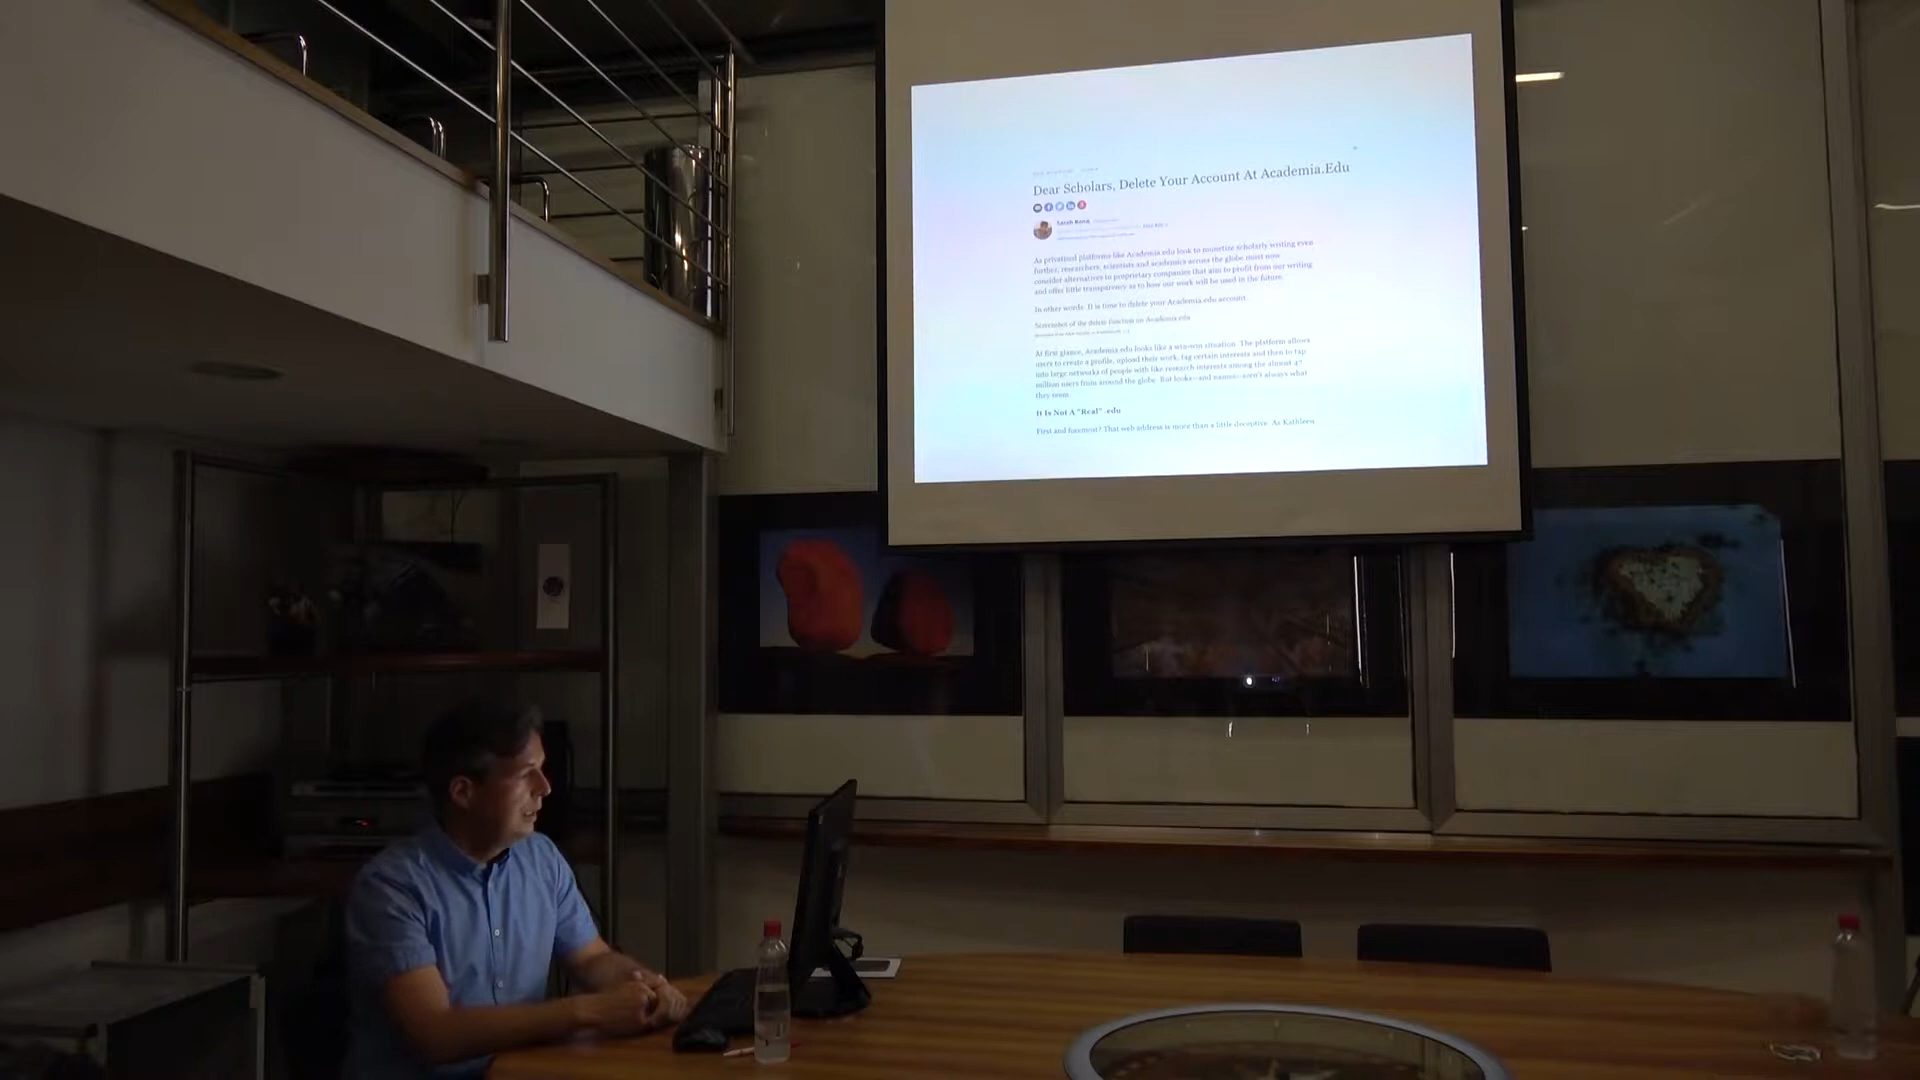 Dear Scholars, Delete Your Account At Academia.Edu
Sarah Bond
As privatized platforms like Academia.edu look to monetize scholarly writing even
further, researchers, scientists and academics across the globe must now
consider alternatives to proprietary companies that aim to profit from our writing
and offer little transparency as to how our work will be used in the future.
In other words: It is time to delete your Academia.edu account.
Screenshot of the delete function on Academia.edu
At first glance, Academia.edu looks like a win-win situation. The platform allows
users to create a profile, upload their work, tag certain interests and then to tap
into large networks of people with like research interests among the almost 47
million users from around the globe. But looks--and names--aren't always what
they seem.
It Is Not A "Real" .edu
First and foremost? That web address is more than a little deceptive. As Kathleen